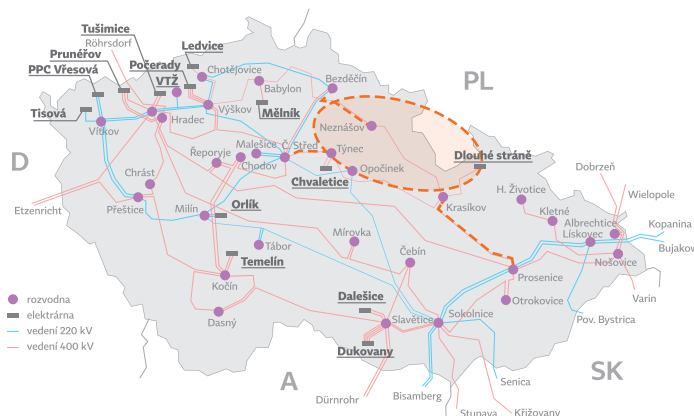 Tušimice
Röhrsdorf
Ledvice
Prunéřov
Počerady
Chotějovice
PPC Vřesová
VTŽ
Babylon
Bezděčín
PL
Tisová
Výškov
Mělník
Vítkov
Hradec
Neznášov
Malešice
Č. Střed
Týnec
D
Řeporyje
Chodov
Opočinek
Dlouhé stráně
Chrást
Chvaletice
Dobrzeń
Etzenricht
Přeštice
Milín
Orlík
Krasíkov
H. Životice
Wielopole
Kletné
Albrechtice
Kopanina
Lískovec
Tábor
Mírovka
Bujakov
Temelín
Čebín
Nošovice
Kočín
Prosenice
rozvodna
Dalešice
Otrokovice
Varin
elektrárna
Dasný
Slavětice
Sokolnice
Pov. Bystrica
vedení 220 kV
vedení 400 kV
Dukovany
A
SK
Senica
Dürnrohr
Bisamberg
Stupava
Križovany